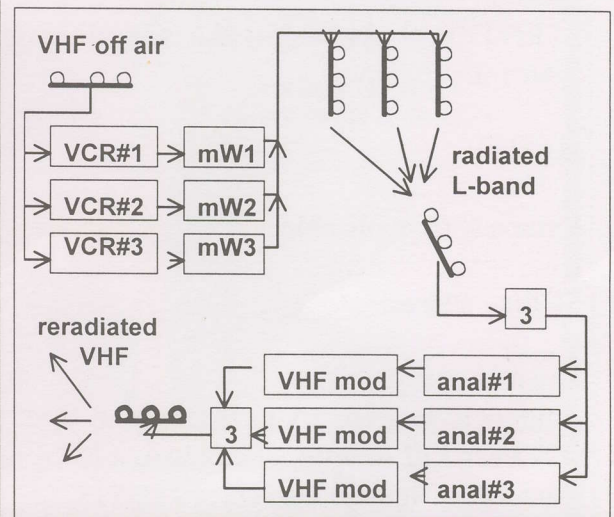 VHF off air
VCR#1
mW1
VCR#2
mW2
VCR#3
mW3
radiated
L-band
3
reradiated
VHF
VHF mod
anal#1
3
VHF mod
anal#2
VHF mod
anal#3